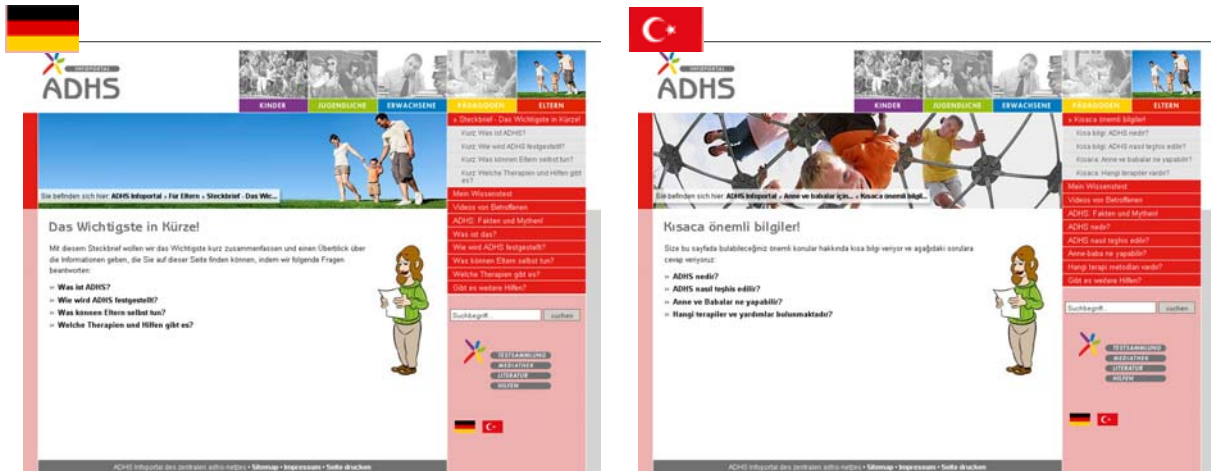 INFOPORTAL
ADHS
KINDER
JUGENDLICHE
ERWACHSENE
PÄDAGOGEN
ELTERN
» Steckbrief - Das Wichtigste in Kürze!
Kurz: Was ist ADHS?
Kurz: Wie wird ADHS festgestellt?
Kurz: Was können Eltern selbst tun?
Kurz: Welche Therapien und Hilfen gibt
es?
Mein Wissenstest
Videos von Betroffenen
ADHS: Fakten und Mythen!
Was ist das?
Wie wird ADHS festgestellt?
Was können Eltern selbst tun?
Welche Therapien gibt es?
Gibt es weitere Hilfen?
Sie befinden sich hier: ADHS Infoportal » Für Eltern » Steckbrief - Das Wic...
Das Wichtigste in Kürze!
Mit diesem Steckbrief wollen wir das Wichtigste kurz zusammenfassen und einen Überblick über
die Informationen geben, die Sie auf dieser Seite finden können, indem wir folgende Fragen
beantworten:
» Was ist ADHS?
» Wie wird ADHS festgestellt?
» Was können Eltern selbst tun?
» Welche Therapien und Hilfen gibt es?
Suchbegriff...
suchen
TESTSAMMLUNG
MEDIATHEK
LITERATUR
HILFEN
ADHS Infoportal des zentralen adhs-netzes • Sitemap • Impressum • Seite drucken
INFOPORTAL
ADHS
KINDER
JUGENDLICHE
ERWACHSENE
PÄDAGOGEN
ELTERN
» Kısaca önemli bilgiler!
Kısa bilgi: ADHS nedir?
Kısa bilgi: ADHS nasıl teşhis edilir?
Kısaca: Anne ve babalar ne yapabilir?
Kısaca: Hangi terapiler vardır?
Mein Wissenstest
Videos von Betroffenen
ADHS: Fakten und Mythen!
ADHS nedir?
ADHS nasıl teşhis edilir?
Anne-baba ne yapabilir?
Hangi terapi metodları vardır?
Gibt es weitere Hilfen?
Sie befinden sich hier: ADHS Infoportal » Anne ve babalar için... » Kısaca önemli bilgil...
Kısaca önemli bilgiler!
Size bu sayfada bulabileceğiniz önemli konular hakkında kısa bilgi veriyor ve aşağıdaki sorulara
cevap veriyoruz:
» ADHS nedir?
» ADHS nasıl teşhis edilir?
» Anne ve Babalar ne yapabilir?
» Hangi terapiler ve yardımlar bulunmaktadır?
Suchbegriff...
suchen
TESTSAMMLUNG
MEDIATHEK
LITERATUR
HILFEN
ADHS Infoportal des zentralen adhs-netzes • Sitemap • Impressum • Seite drucken